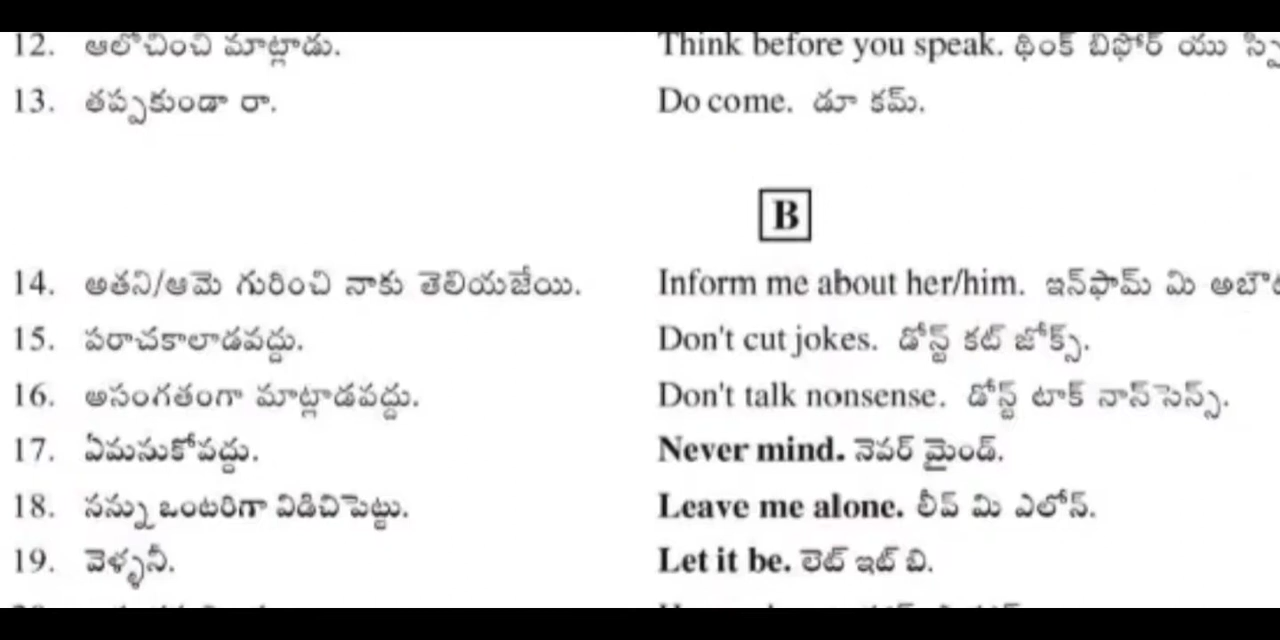 12. ఆలోచించి మాట్లాడు. Think before you speak. థింక్ బిఫోర్ యు
13. తప్పకుండా రా. Do come. డూ కమ్.
B
14. అతని/ఆమె గురించి నాకు తెలియజేయి. Inform me about her/him. ఇన్‌ఫామ్ మి
15. పరాచకాలాడవద్దు. Don't cut jokes. డోన్ట్ కట్ జోక్స్.
16. అసంగతంగా మాట్లాడవద్దు. Don't talk nonsense. డోన్ట్ టాక్ నాన్‌సెన్స్.
17. ఏమనుకోవద్దు. Never mind. నెవర్ మైండ్.
18. నన్ను ఒంటరిగా విడిచిపెట్టు. Leave me alone. లీవ్ మి ఎలోన్.
19. వెళ్ళనీ. Let it be. లెట్ ఇట్ బి.